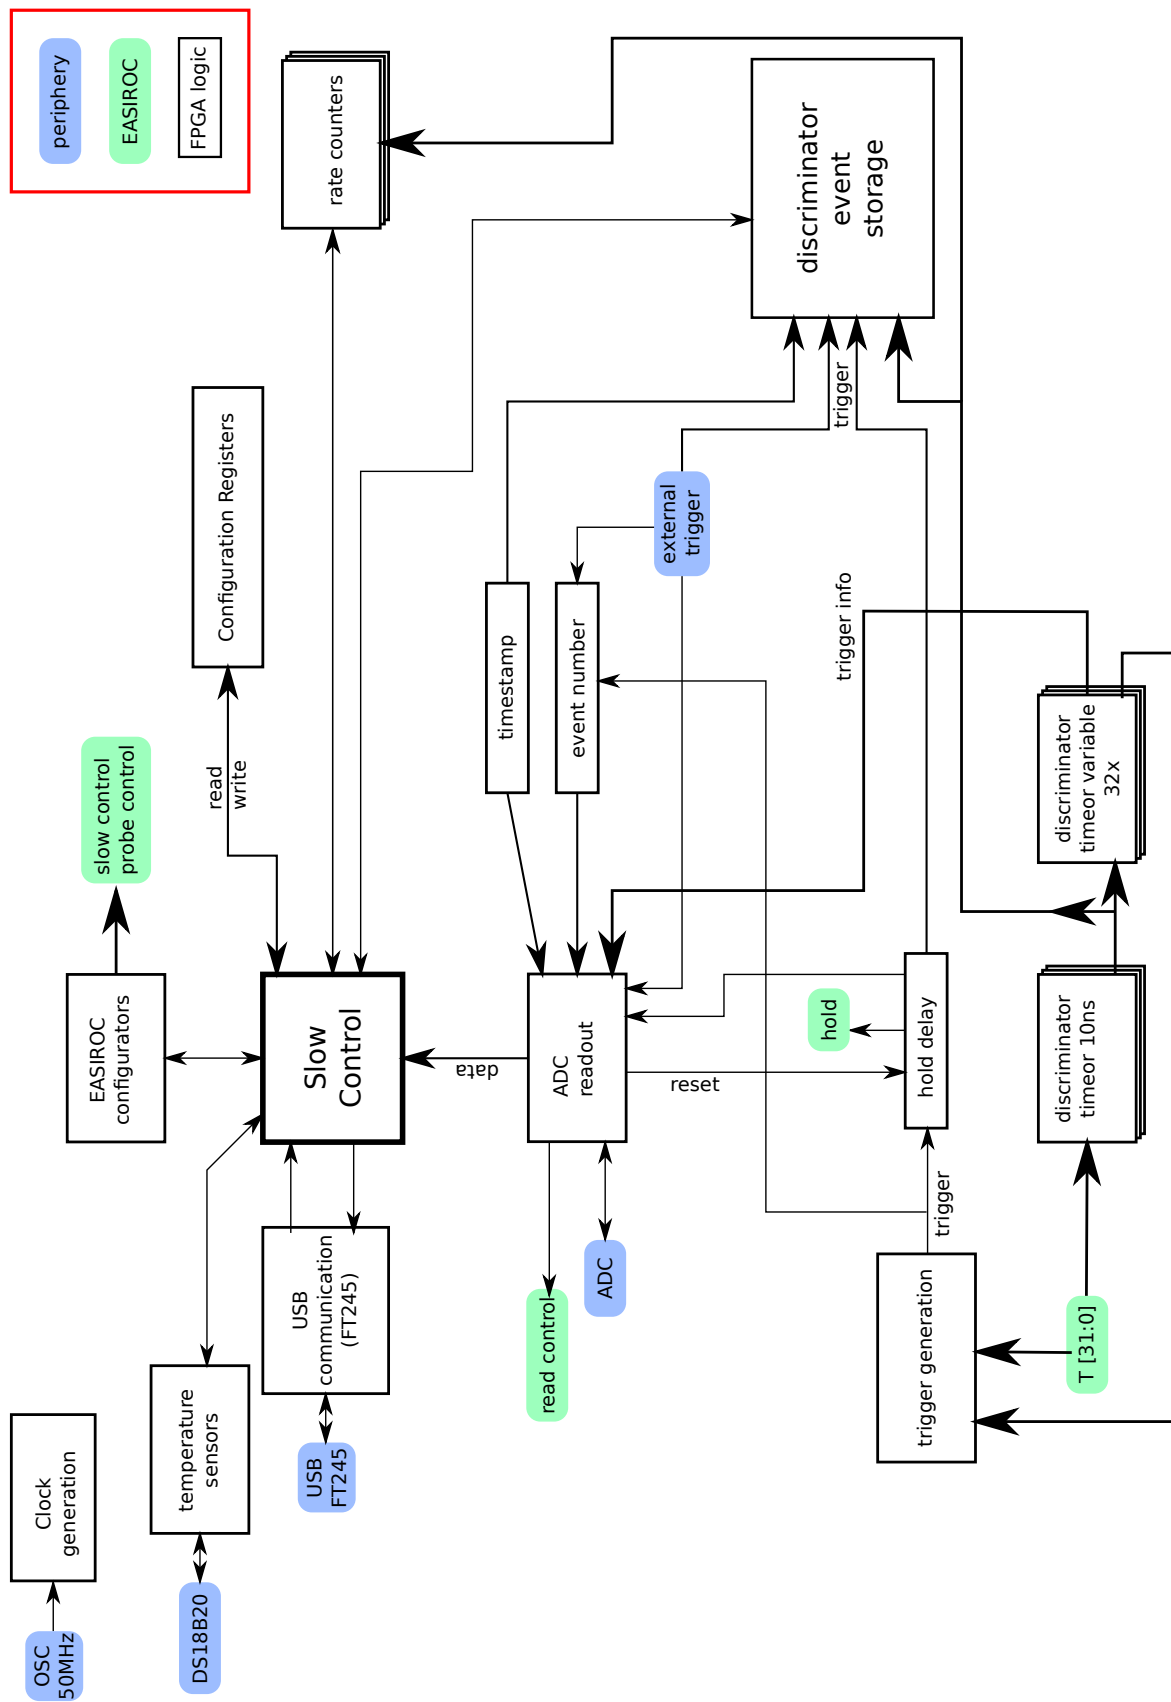 OSC
50MHz
Clock
generation
DS18B20
temperature
sensors
EASIROC
configurators
slow control
probe control
periphery
EASIROC
FPGA logic
USB
FT245
USB
communication
(FT245)
Slow
Control
read
write
Configuration Registers
rate counters
read control
ADC
ADC
readout
data
reset
timestamp
event number
external
trigger
trigger
discriminator
event
storage
trigger generation
trigger
hold delay
hold
trigger info
T [31:0]
discriminator
timeor 10ns
discriminator
timeor variable
32x